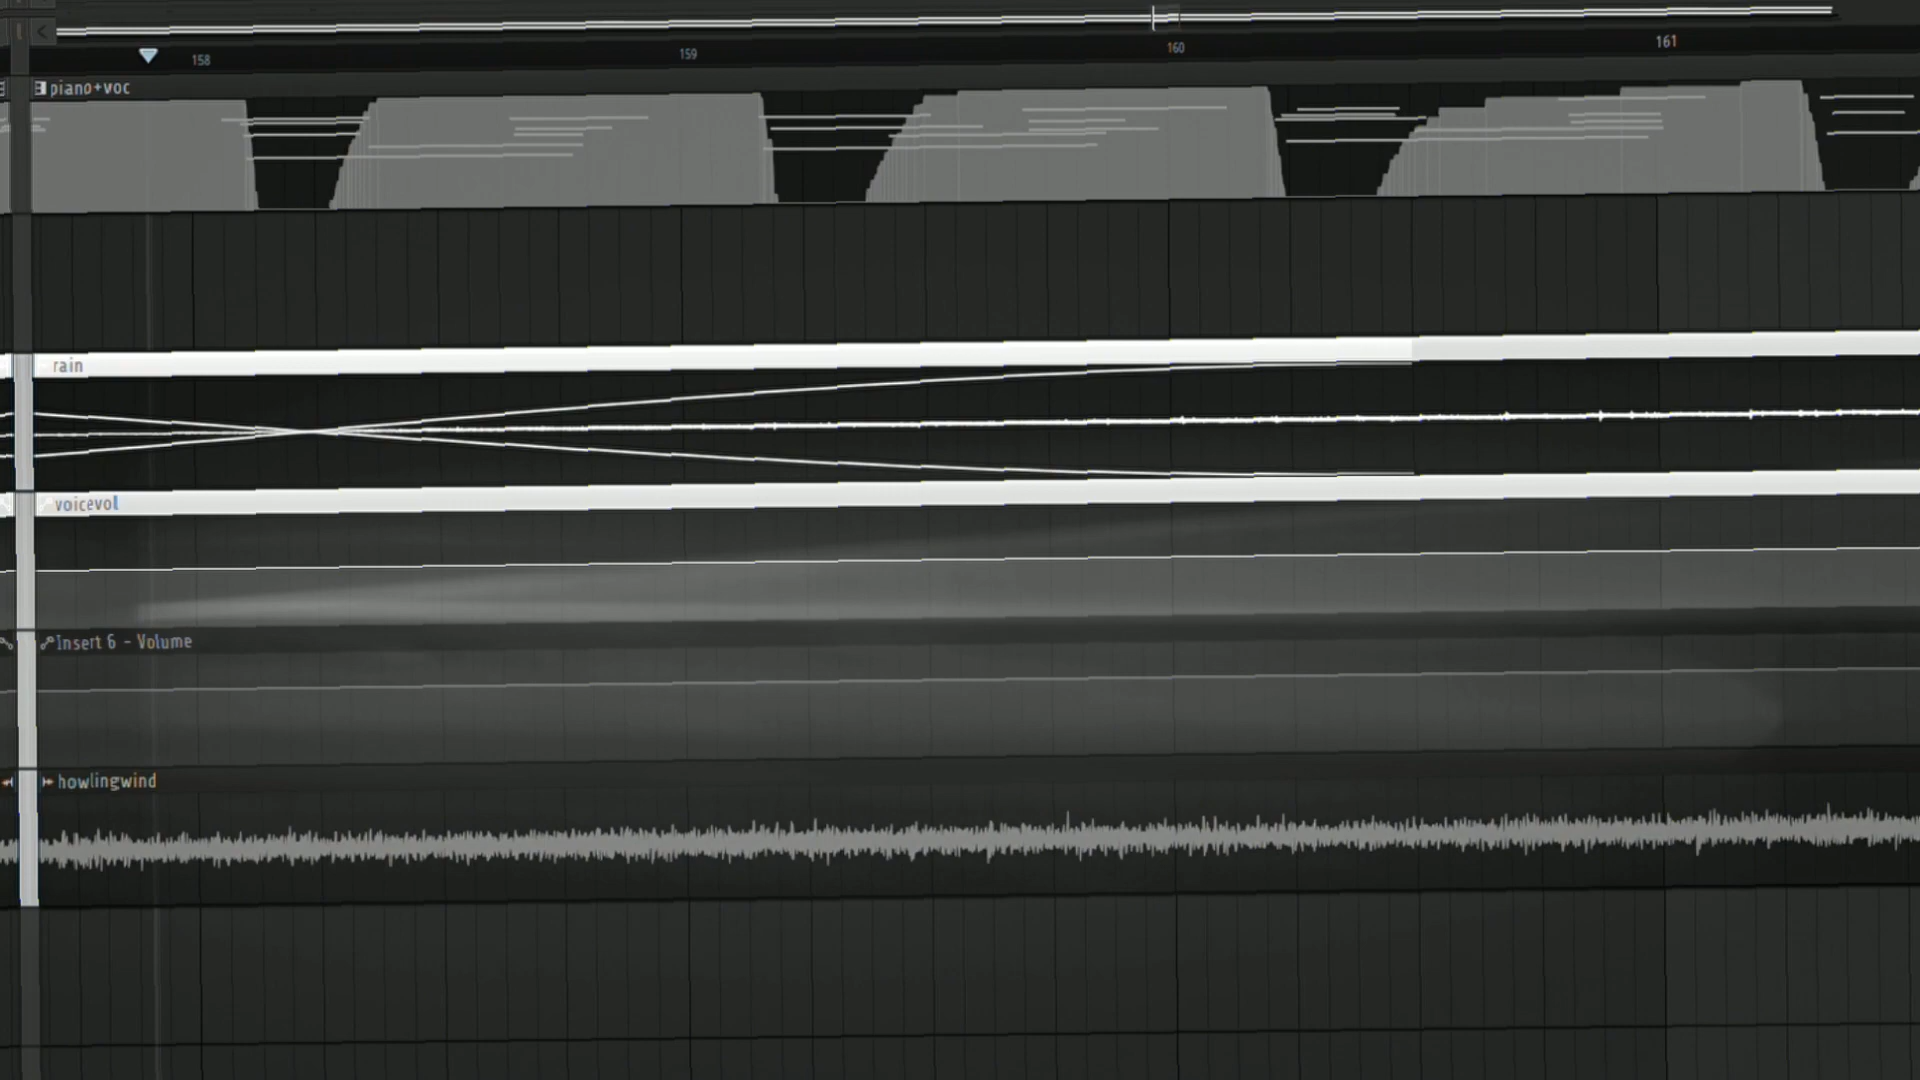 158 159 160 161
piano+voc
rain
voicevol
Insert 6 - Volume
howlingwind